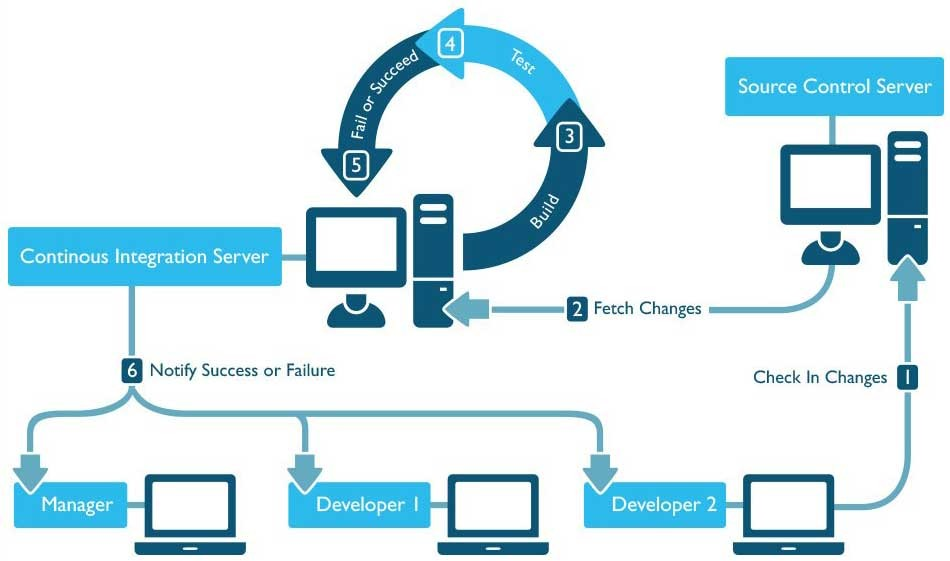 4
Test
Fail or Succeed
3
5
Build
Source Control Server
Continous Integration Server
2 Fetch Changes
6 Notify Success or Failure
Check In Changes 1
Manager
Developer 1
Developer 2